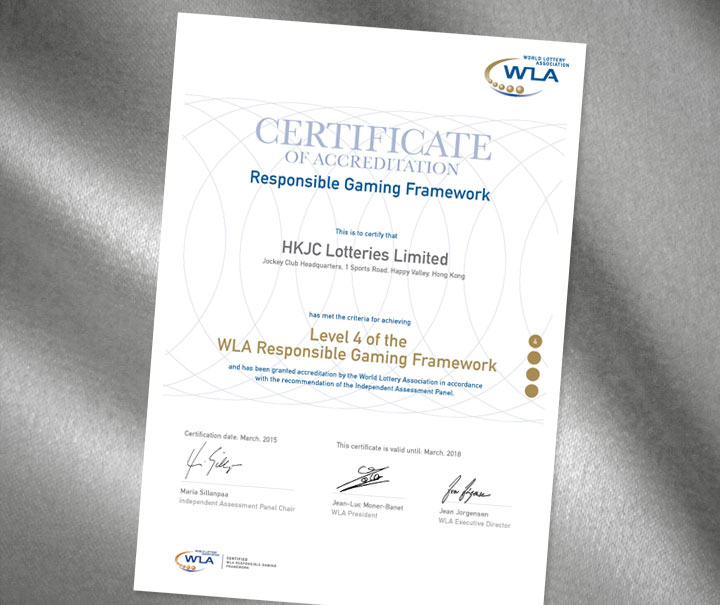 WORLD LOTTERY
ASSOCIATION
WLA
CERTIFICATE
OF ACCREDITATION
Responsible Gaming Framework
This is to certify that
HKJC Lotteries Limited
Jockey Club Headquarters, 1 Sports Road, Happy Valley, Hong Kong
has met the criteria for achieving
Level 4 of the
WLA Responsible Gaming Framework
4
and has been granted accreditation by the World Lottery Association in accordance
with the recommendation of the Independent Assessment Panel.
Certification date: March, 2015
This certificate is valid until: March, 2018
Maria Sillanpaa
independent Assessment Panel Chair
Jean-Luc Moner-Banet
WLA President
Jean Jorgensen
WLA Executive Director
WORLD LOTTERY
ASSOCIATION
WLA
CERTIFIED
WLA RESPONSIBLE GAMING
FRAMEWORK